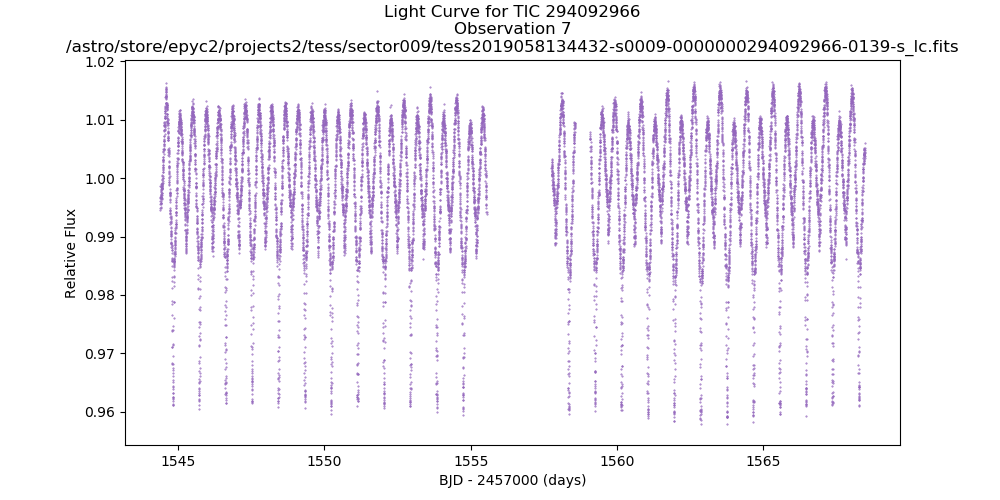 Light Curve for TIC 294092966
Observation 7
/astro/store/epyc2/projects2/tess/sector009/tess2019058134432-s0009-0000000294092966-0139-s_lc.fits
1.02
1.01
1.00
0.99
0.98
0.97
0.96
Relative Flux
1545
1550
1555
1560
1565
BJD - 2457000 (days)